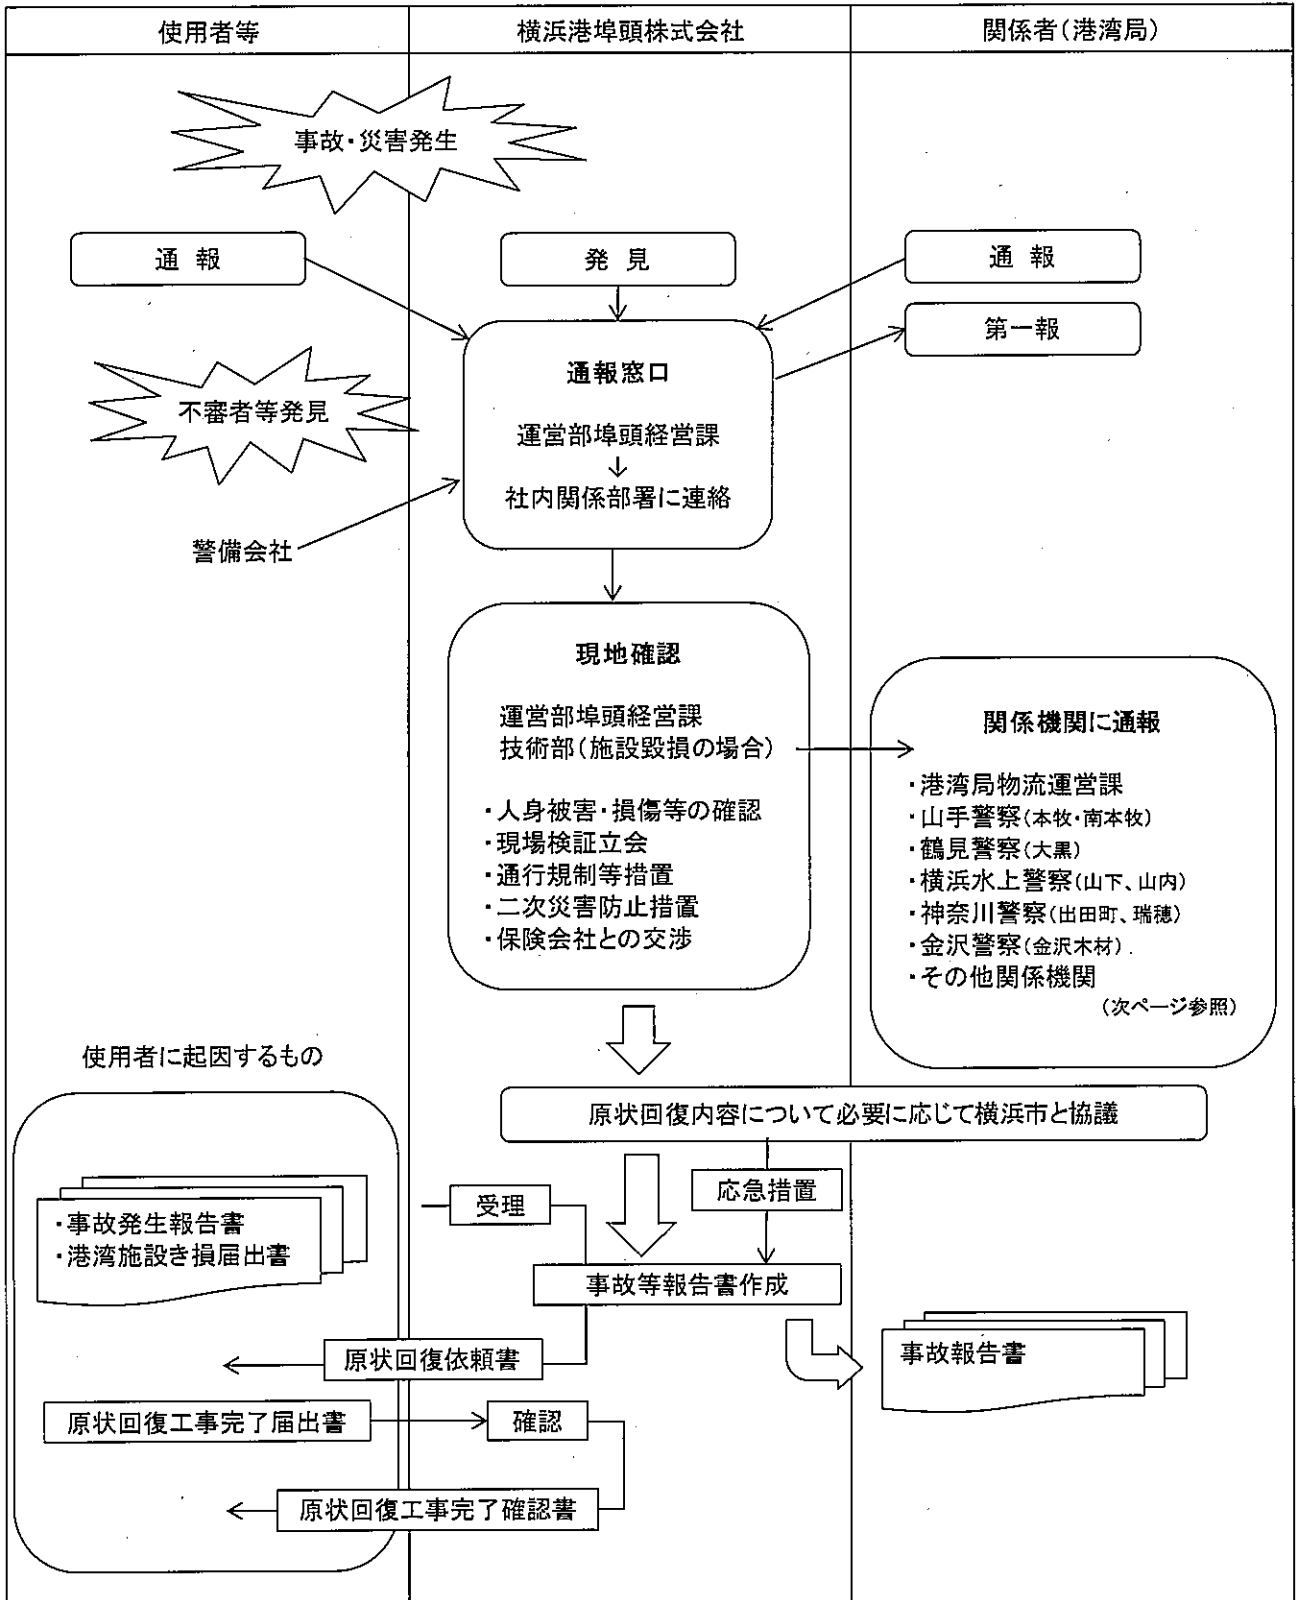 使用者等
横浜港埠頭株式会社
関係者(港湾局)
事故・災害発生
通 報
発 見
通 報
第一報
通報窓口
運営部埠頭経営課
↓
社内関係部署に連絡
不審者等発見
警備会社
現地確認
運営部埠頭経営課
技術部(施設毀損の場合)
・人身被害・損傷等の確認
・現場検証立会
・通行規制等措置
・二次災害防止措置
・保険会社との交渉
関係機関に通報
・港湾局物流運営課
・山手警察(本牧・南本牧)
・鶴見警察(大黒)
・横浜水上警察(山下、山内)
・神奈川警察(出田町、瑞穂)
・金沢警察(金沢木材)
・その他関係機関
(次ページ参照)
使用者に起因するもの
原状回復内容について必要に応じて横浜市と協議
応急措置
受理
・事故発生報告書
・港湾施設き損届出書
事故等報告書作成
原状回復依頼書
事故報告書
原状回復工事完了届出書
確認
原状回復工事完了確認書